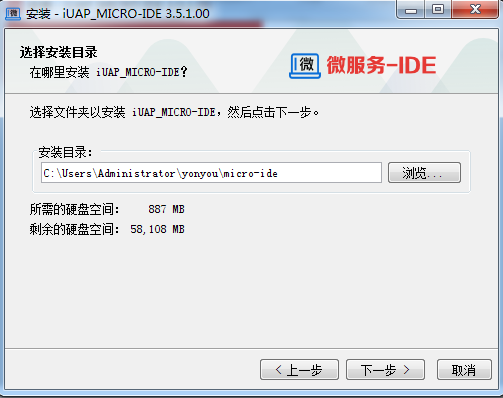 微 安装 - iUAP_MICRO-IDE 3.5.1.00
选择安装目录
在哪里安装 iUAP_MICRO-IDE?
微 微服务-IDE
选择文件夹以安装 iUAP_MICRO-IDE，然后点击下一步。
安装目录:
C:\Users\Administrator\yonyou\micro-ide
浏览...
所需的硬盘空间: 887 MB
剩余的硬盘空间: 58,108 MB
< 上一步
下一步 >
取消